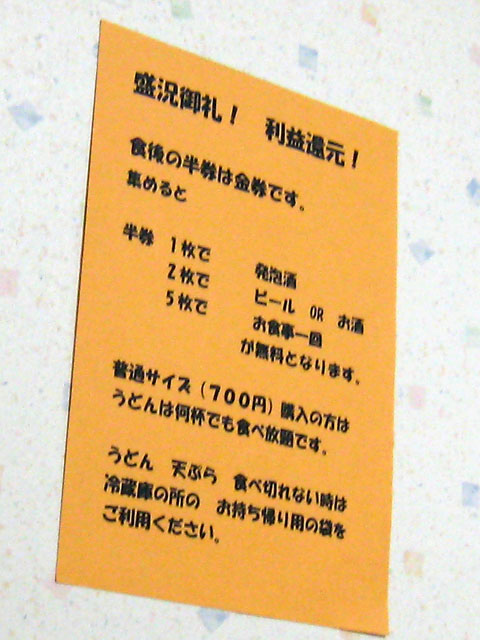 盛況御礼！　利益還元！
食後の半券は金券です。
集めると
半券　1枚で　発泡酒
2枚で　ビール　OR　お酒
5枚で　お食事一回
が無料となります。
普通サイズ（７００円）購入の方は
うどんは何杯でも食べ放題です。
うどん　天ぷら　食べ切れない時は
冷蔵庫の所の　お持ち帰り用の袋を
ご利用ください。